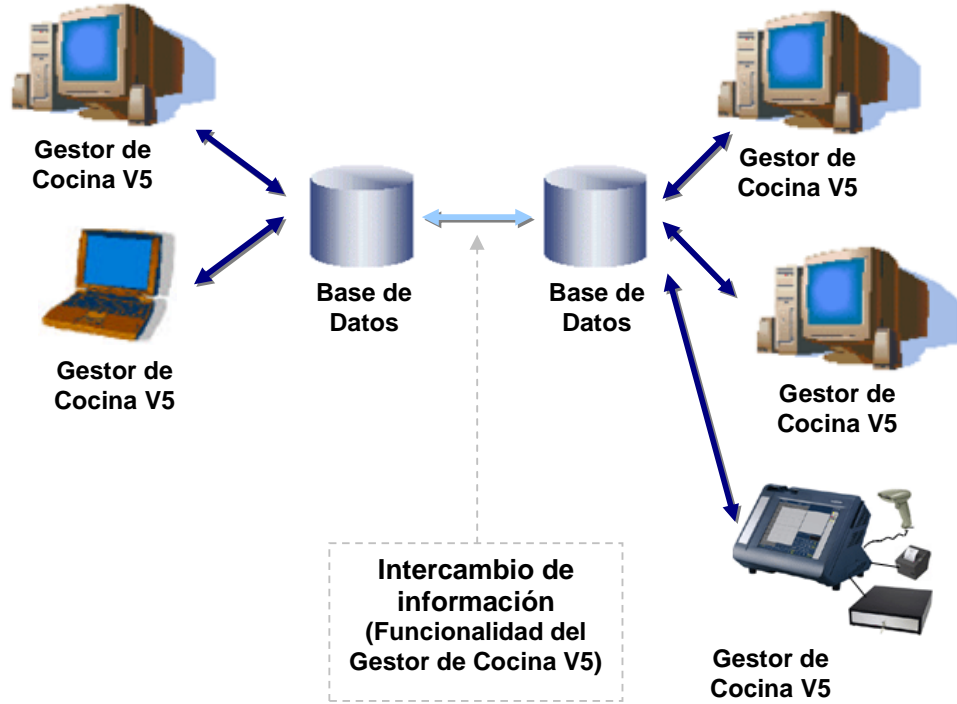 Gestor de
Cocina V5
Gestor de
Cocina V5
Base de
Datos
Base de
Datos
Gestor de
Cocina V5
Gestor de
Cocina V5
Gestor de
Cocina V5
Intercambio de
información
(Funcionalidad del
Gestor de Cocina V5)